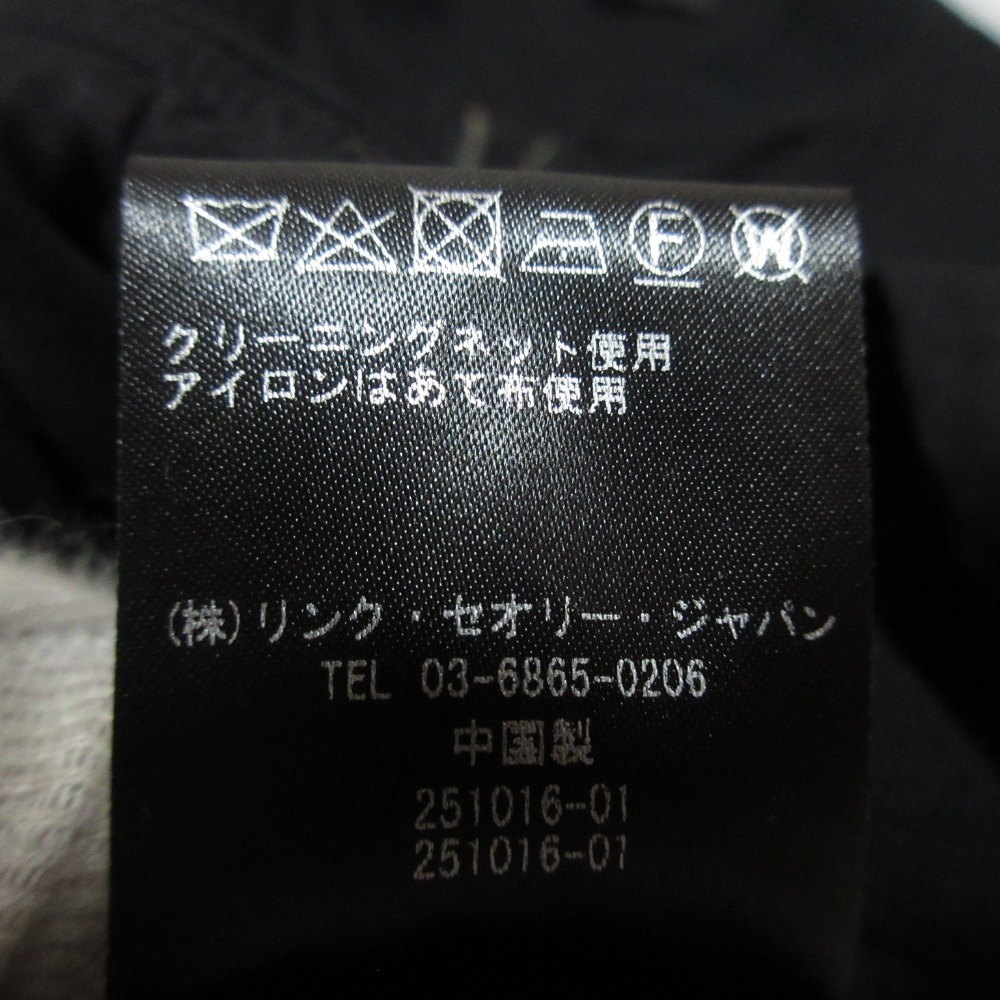 F W
クリーニングネット使用
アイロンはあて布使用
(株)リンク・セオリー・ジャパン
TEL 03-6865-0206
中国製
251016-01
251016-01